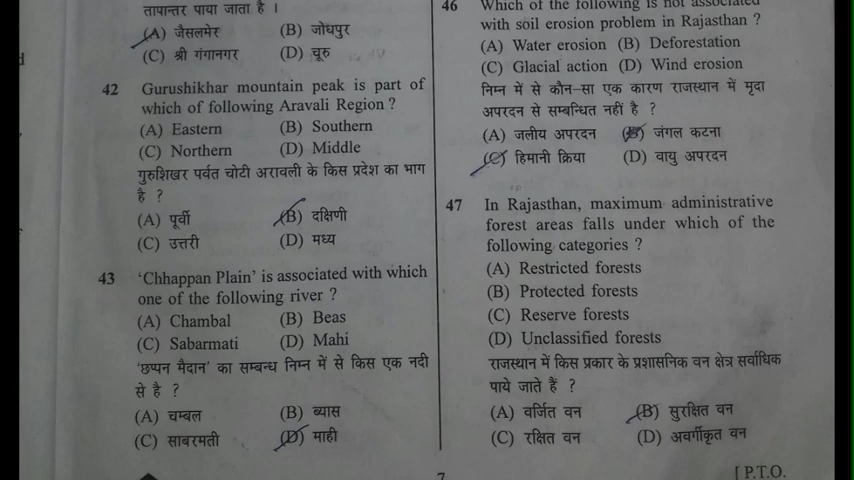 तापान्तर पाया जाता है ।
(A) जैसलमेर (B) जोधपुर
(C) श्री गंगानगर (D) चूरु
42 Gurushikhar mountain peak is part of
which of following Aravali Region ?
(A) Eastern (B) Southern
(C) Northern (D) Middle
गुरुशिखर पर्वत चोटी अरावली के किस प्रदेश का भाग
है ?
(A) पूर्वी (B) दक्षिणी
(C) उत्तरी (D) मध्य
43 ‘Chhappan Plain’ is associated with which
one of the following river ?
(A) Chambal (B) Beas
(C) Sabarmati (D) Mahi
‘छप्पन मैदान’ का सम्बन्ध निम्न में से किस एक नदी
से है ?
(A) चम्बल (B) ब्यास
(C) साबरमती (D) माही
46 Which of the following is not associated
with soil erosion problem in Rajasthan ?
(A) Water erosion (B) Deforestation
(C) Glacial action (D) Wind erosion
निम्न में से कौन-सा एक कारण राजस्थान में मृदा
अपरदन से सम्बन्धित नहीं है ?
(A) जलीय अपरदन (B) जंगल कटना
(C) हिमानी क्रिया (D) वायु अपरदन
47 In Rajasthan, maximum administrative
forest areas falls under which of the
following categories ?
(A) Restricted forests
(B) Protected forests
(C) Reserve forests
(D) Unclassified forests
राजस्थान में किस प्रकार के प्रशासनिक वन क्षेत्र सर्वाधिक
पाये जाते हैं ?
(A) वर्जित वन (B) सुरक्षित वन
(C) रक्षित वन (D) अवर्गीकृत वन
7 [ P.T.O.